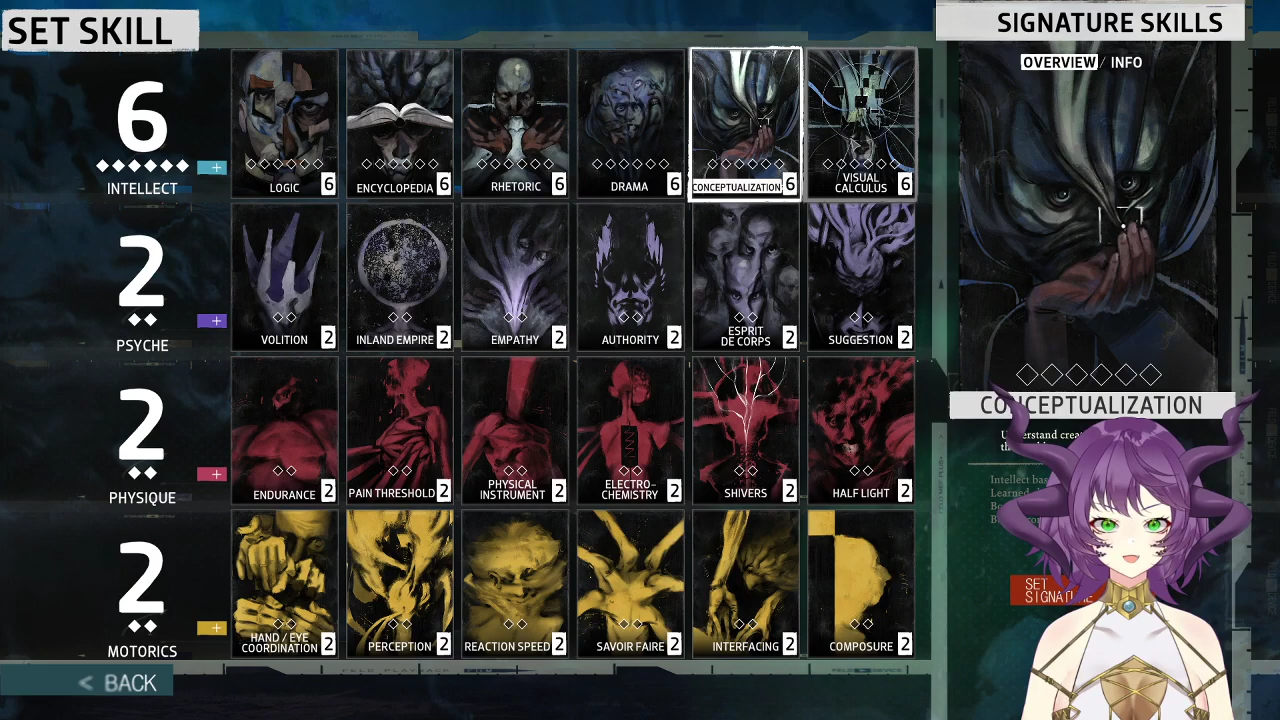 SET SKILL
SIGNATURE SKILLS
OVERVIEW / INFO
6
INTELLECT
+
LOGIC 6
ENCYCLOPEDIA 6
RHETORIC 6
DRAMA 6
CONCEPTUALIZATION 6
VISUAL
CALCULUS 6
2
PSYCHE
+
VOLITION 2
INLAND EMPIRE 2
EMPATHY 2
AUTHORITY 2
ESPRIT
DE CORPS 2
SUGGESTION 2
2
PHYSIQUE
+
ENDURANCE 2
PAIN THRESHOLD 2
PHYSICAL
INSTRUMENT 2
ELECTRO-
CHEMISTRY 2
SHIVERS 2
HALF LIGHT 2
2
MOTORICS
+
HAND / EYE
COORDINATION 2
PERCEPTION 2
REACTION SPEED 2
SAVOIR FAIRE 2
INTERFACING 2
COMPOSURE 2
CONCEPTUALIZATION
Understand
Intellect
Learned
SET
< BACK